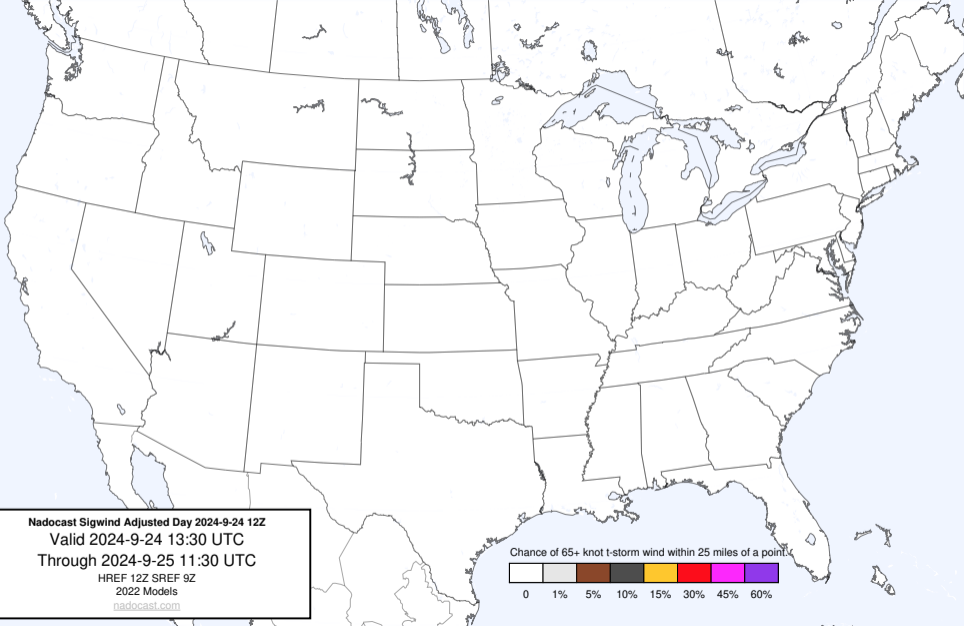 Nadocast Sigwind Adjusted Day 2024-9-24 12Z
Valid 2024-9-24 13:30 UTC
Through 2024-9-25 11:30 UTC
HREF 12Z SREF 9Z
2022 Models
nadocast.com
Chance of 65+ knot t-storm wind within 25 miles of a point.
0 1% 5% 10% 15% 30% 45% 60%